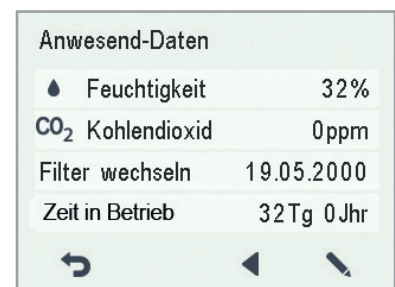 Anwesend-Daten
Feuchtigkeit 32%
CO₂ Kohlendioxid 0ppm
Filter wechseln 19.05.2000
Zeit in Betrieb 32Tg 0Jhr